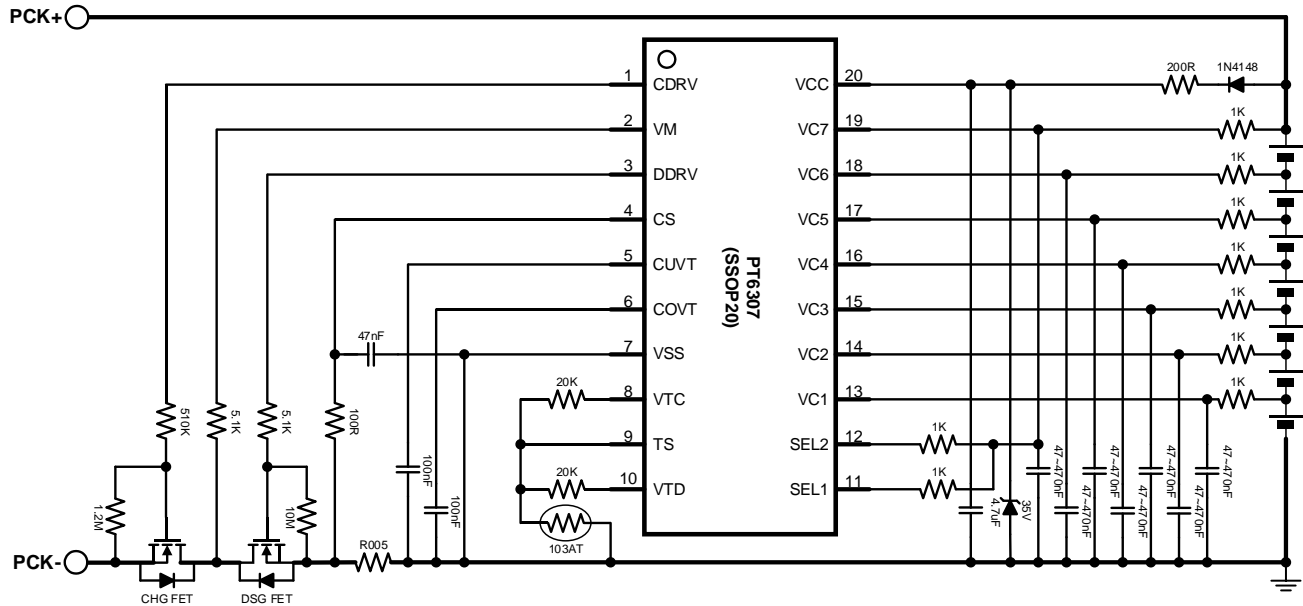 PCK+
1 CDRV VCC 20
200R 1N4148
2 VM VC7 19
1K
3 DDRV VC6 18
1K
4 CS VC5 17
1K
5 CUVT VC4 16
1K
6 COVT VC3 15
1K
7 VSS VC2 14
1K
8 VTC VC1 13
1K
9 TS SEL2 12
1K
10 VTD SEL1 11
1K
PT6307
(SSOP20)
47nF
20K
20K
103AT
510K
5.1K
5.1K
100R
1.2M
10M
100nF
100nF
4.7uF
35V
47~470nF
47~470nF
47~470nF
47~470nF
47~470nF
47~470nF
47~470nF
R005
PCK-
CHG FET
DSG FET